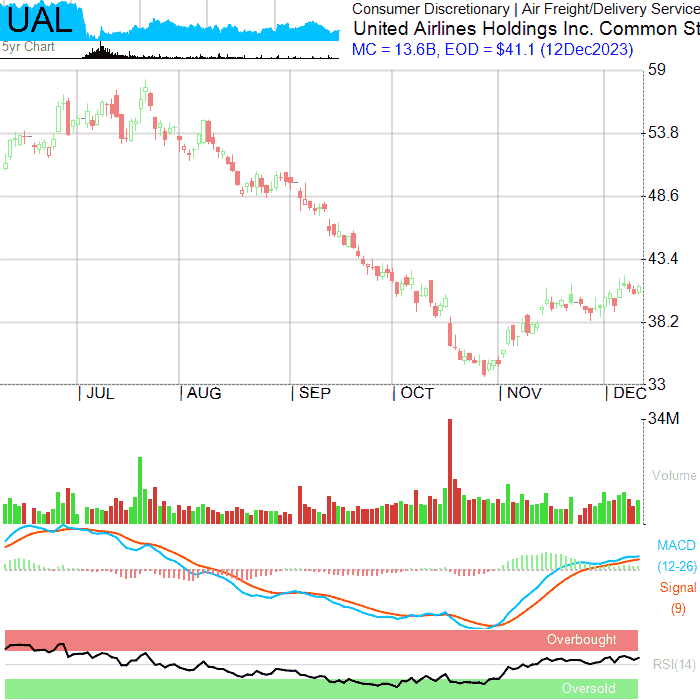 UAL
5yr Chart
Consumer Discretionary | Air Freight/Delivery Service
United Airlines Holdings Inc. Common St
MC = 13.6B, EOD = $41.1 (12Dec2023)
59
53.8
48.6
43.4
38.2
33
JUL AUG SEP OCT NOV DEC
34M
Volume
MACD
(12-26)
Signal
(9)
Overbought
RSI(14)
Oversold